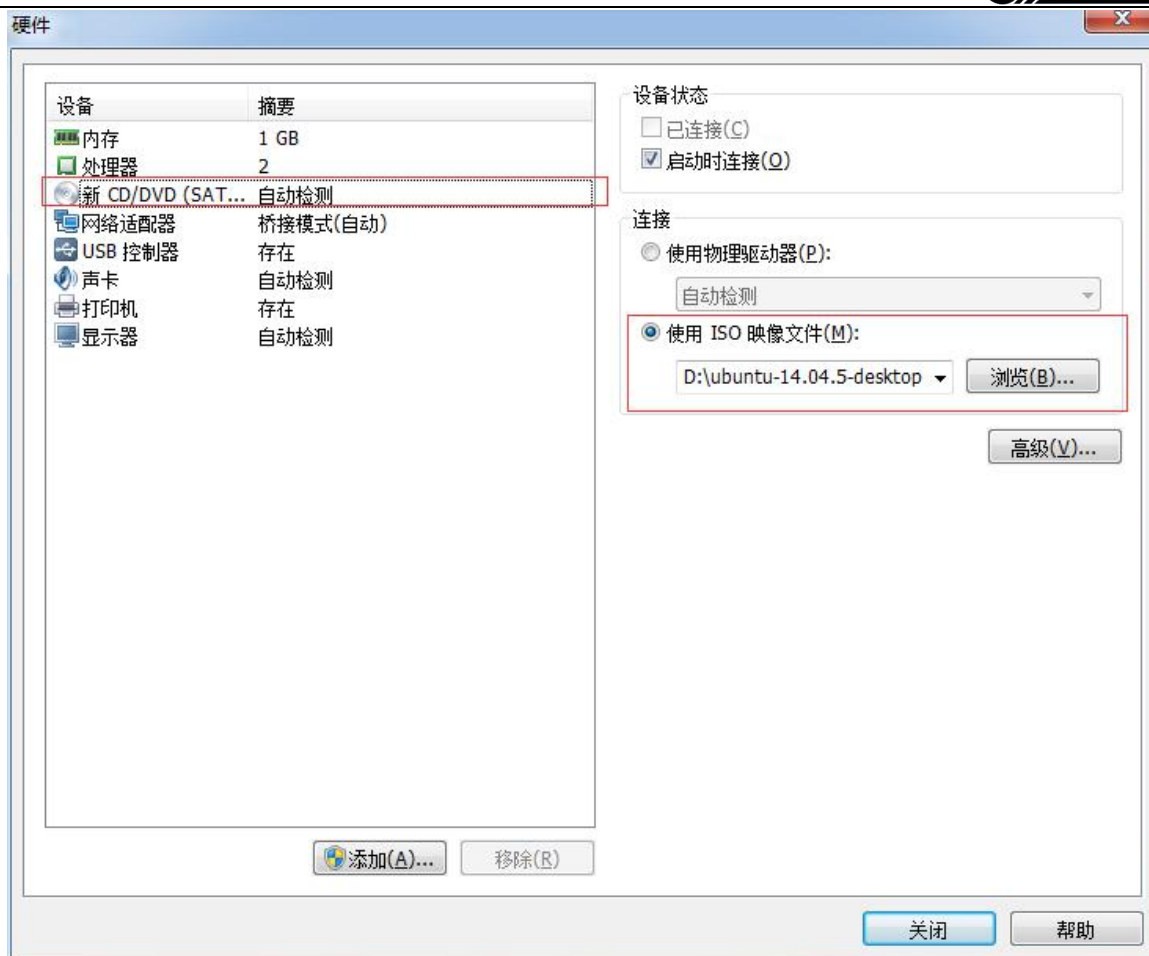 硬件
设备 摘要
内存 1 GB
处理器 2
新 CD/DVD (SAT... 自动检测
网络适配器 桥接模式(自动)
USB 控制器 存在
声卡 自动检测
打印机 存在
显示器 自动检测
添加(A)... 移除(R)
设备状态
已连接(C)
启动时连接(O)
连接
使用物理驱动器(P):
自动检测
使用 ISO 映像文件(M):
D:\ubuntu-14.04.5-desktop 浏览(B)...
高级(V)...
关闭 帮助